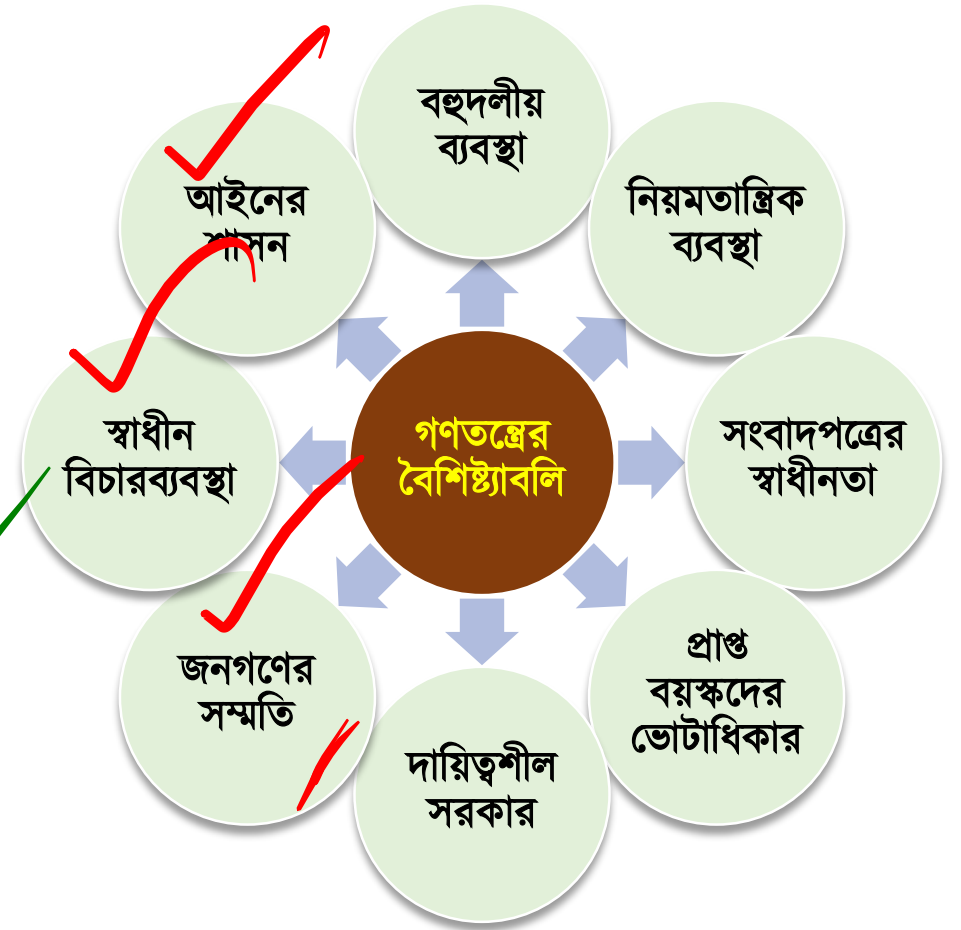 গণতন্ত্রের
বৈশিষ্ট্যাবলি
বহুদলীয়
ব্যবস্থা
নিয়মতান্ত্রিক
ব্যবস্থা
সংবাদপত্রের
স্বাধীনতা
প্রাপ্ত
বয়স্কদের
ভোটাধিকার
দায়িত্বশীল
সরকার
জনগণের
সম্মতি
স্বাধীন
বিচারব্যবস্থা
আইনের
শাসন